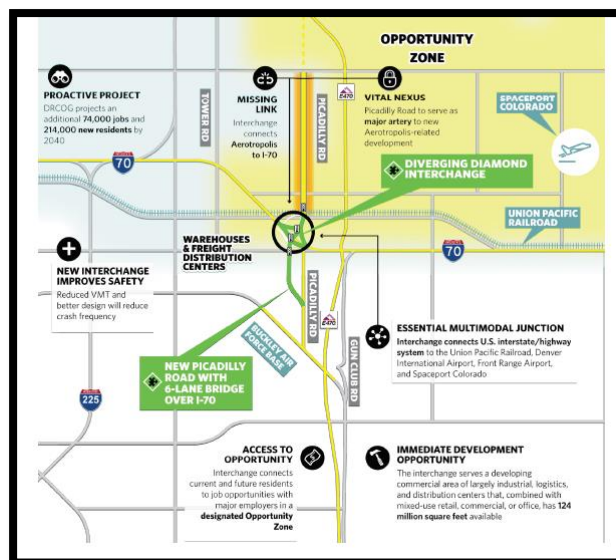 OPPORTUNITY
ZONE
PROACTIVE PROJECT
DRCOG projects an
additional 74,000 jobs and
214,000 new residents by
2040
TOWER RD
MISSING
LINK
Interchange
connects
Aerotropolis
to I-70
PICADILLY RD
E470
VITAL NEXUS
Picadilly Road to serve as
major artery to new
Aerotropolis-related
development
SPACEPORT
COLORADO
70
DIVERGING DIAMOND
INTERCHANGE
UNION PACIFIC
RAILROAD
WAREHOUSES
& FREIGHT
DISTRIBUTION
CENTERS
70
NEW INTERCHANGE
IMPROVES SAFETY
Reduced VMT and
better design will reduce
crash frequency
PICADILLY RD
E470
BUCKLEY AIR
FORCE BASE
GUN CLUB RD
ESSENTIAL MULTIMODAL JUNCTION
Interchange connects U.S. interstate/highway
system to the Union Pacific Railroad, Denver
International Airport, Front Range Airport,
and Spaceport Colorado
NEW PICADILLY
ROAD WITH
6-LANE BRIDGE
OVER I-70
225
ACCESS TO
OPPORTUNITY
Interchange connects
current and future residents
to job opportunities with
major employers in a
designated Opportunity
Zone
IMMEDIATE DEVELOPMENT
OPPORTUNITY
The interchange serves a developing
commercial area of largely industrial, logistics,
and distribution centers that, combined with
mixed-use retail, commercial, or office, has 124
million square feet available